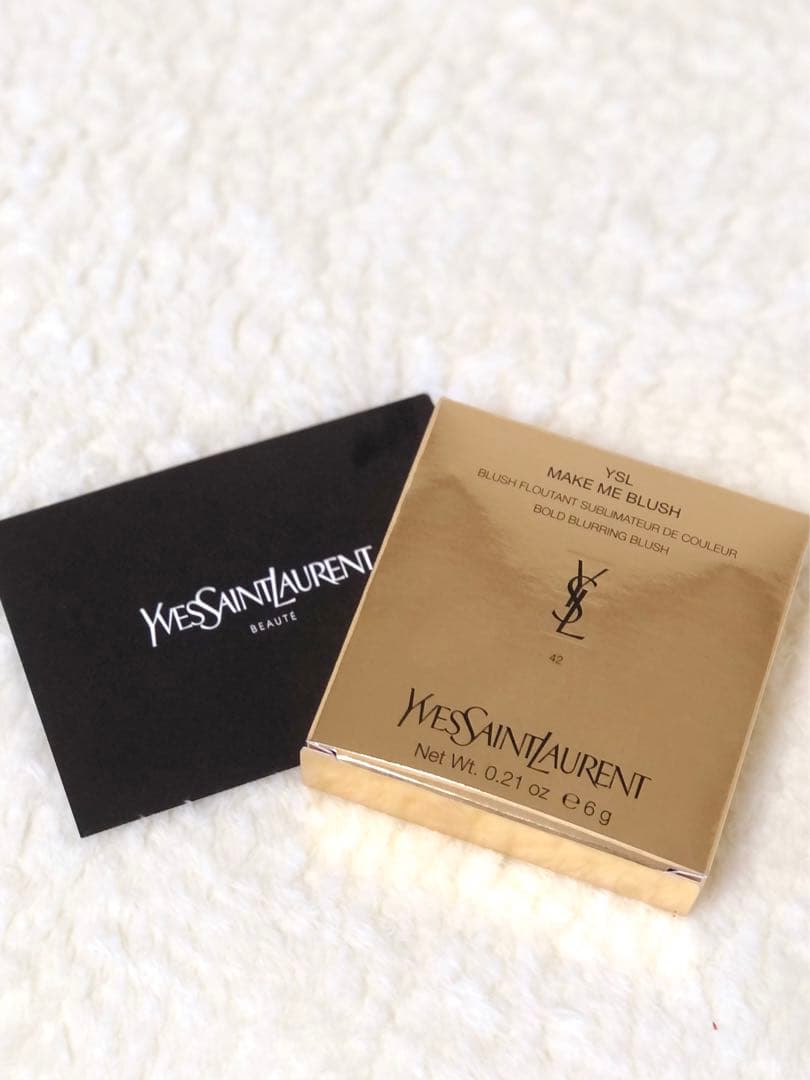 YVESSAINTLAURENT
BEAUTÉ
YSL
MAKE ME BLUSH
BLUSH FLOUTANT SUBLIMATEUR DE COULEUR
BOLD BLURRING BLUSH
YSL
42
YVESSAINTLAURENT
Net Wt. 0.21 oz ℮ 6 g